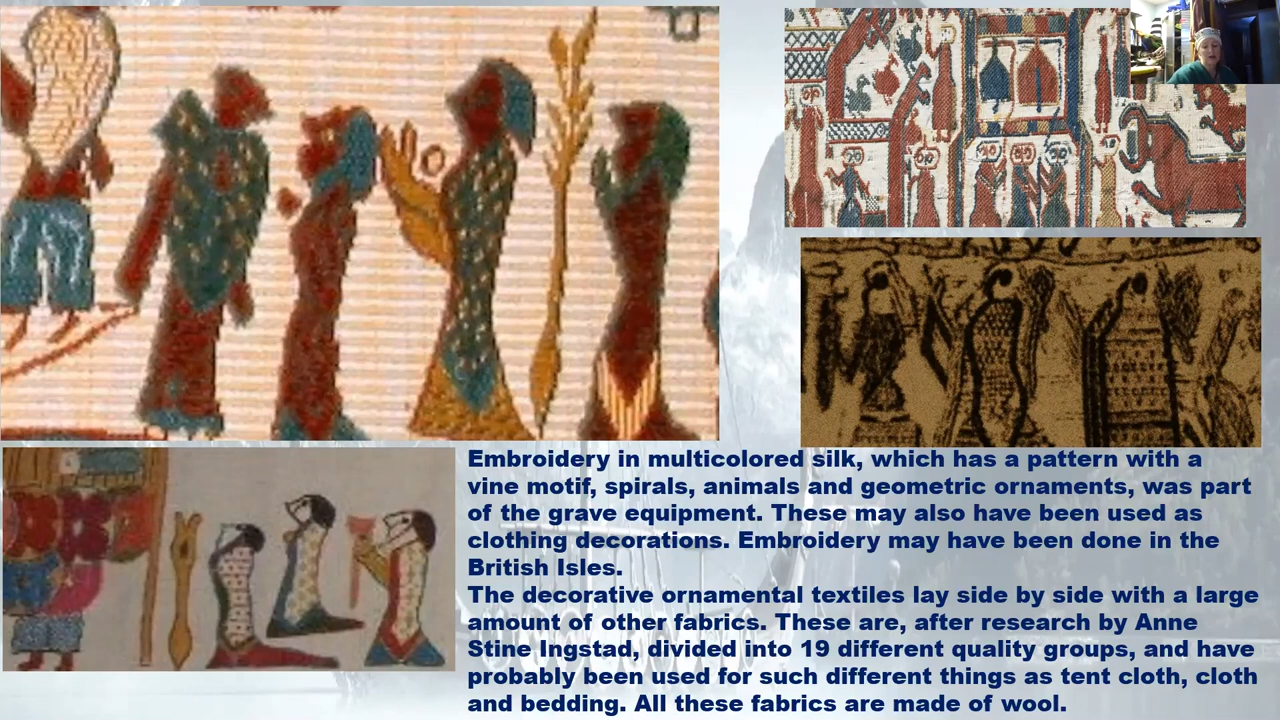 Embroidery in multicolored silk, which has a pattern with a
vine motif, spirals, animals and geometric ornaments, was part
of the grave equipment. These may also have been used as
clothing decorations. Embroidery may have been done in the
British Isles.
The decorative ornamental textiles lay side by side with a large
amount of other fabrics. These are, after research by Anne
Stine Ingstad, divided into 19 different quality groups, and have
probably been used for such different things as tent cloth, cloth
and bedding. All these fabrics are made of wool.